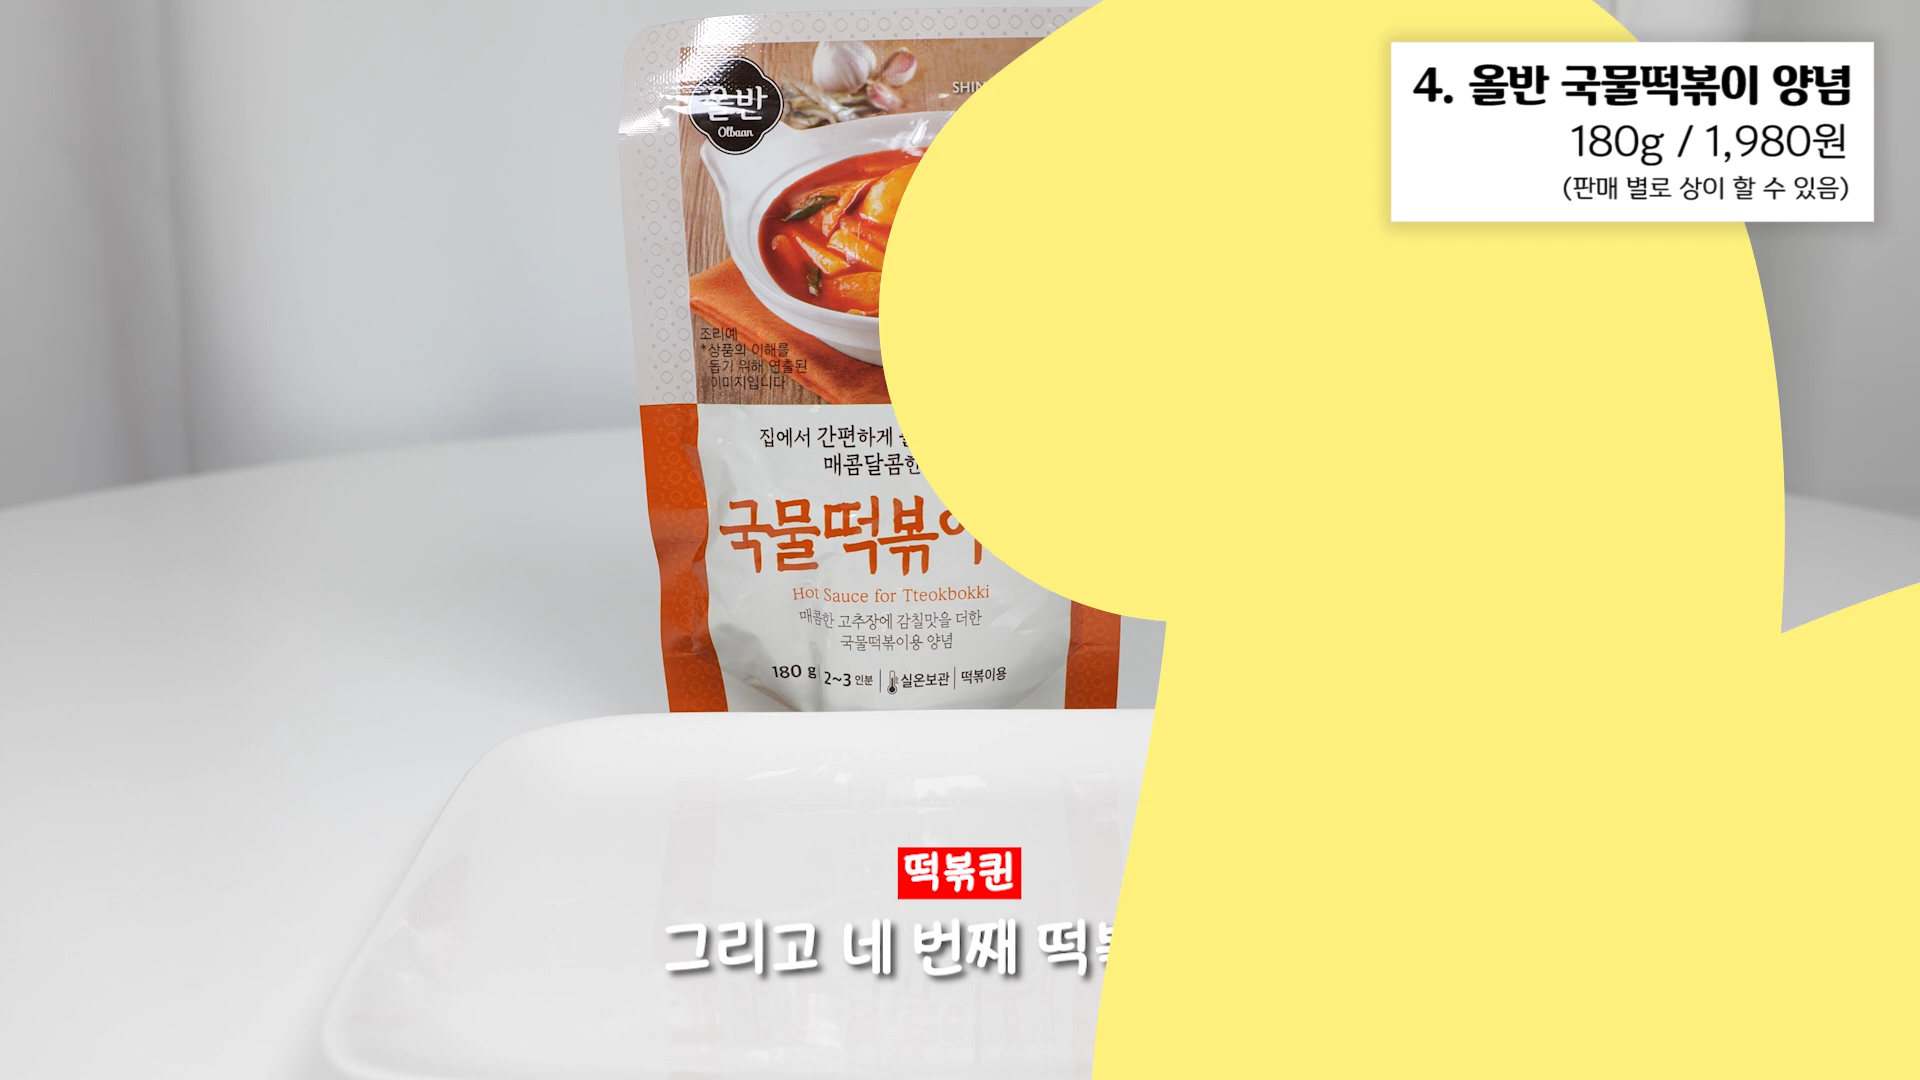 4. 올반 국물떡볶이 양념
180g / 1,980원
(판매 별로 상이 할 수 있음)
올반
Olbaan
조리예
*상품의 이해를
돕기 위해 연출된
이미지입니다
집에서 간편하게
매콤달콤한
국물떡볶이
Hot Sauce for Tteokbokki
매콤한 고추장에 감칠맛을 더한
국물떡볶이용 양념
180 g 2~3 인분 실온보관 떡볶이용
떡볶퀸
그리고 네 번째